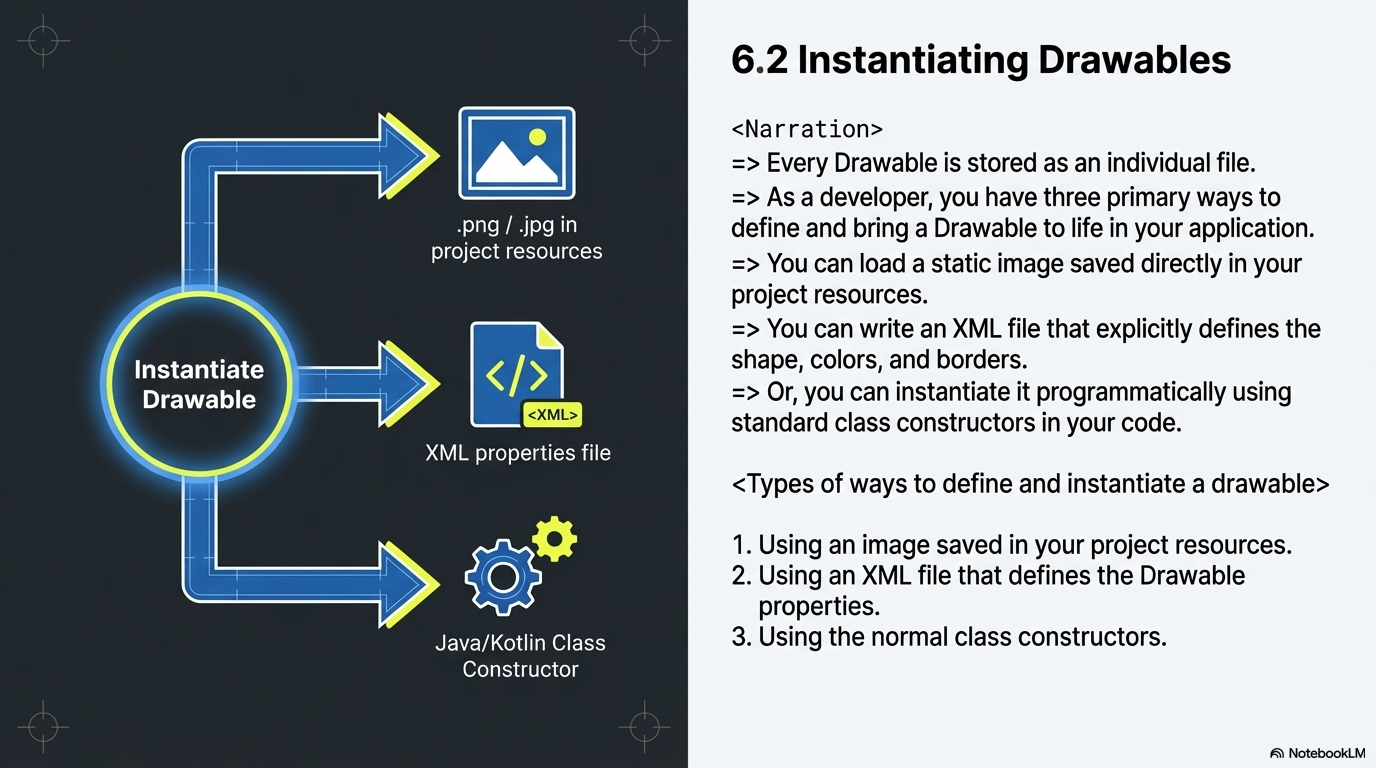 Instantiate
Drawable
.png / .jpg in
project resources
<XML>
XML properties file
Java/Kotlin Class
Constructor
6.2 Instantiating Drawables
<Narration>
=> Every Drawable is stored as an individual file.
=> As a developer, you have three primary ways to
define and bring a Drawable to life in your application.
=> You can load a static image saved directly in your
project resources.
=> You can write an XML file that explicitly defines the
shape, colors, and borders.
=> Or, you can instantiate it programmatically using
standard class constructors in your code.
<Types of ways to define and instantiate a drawable>
1. Using an image saved in your project resources.
2. Using an XML file that defines the Drawable
properties.
3. Using the normal class constructors.
NotebookLM